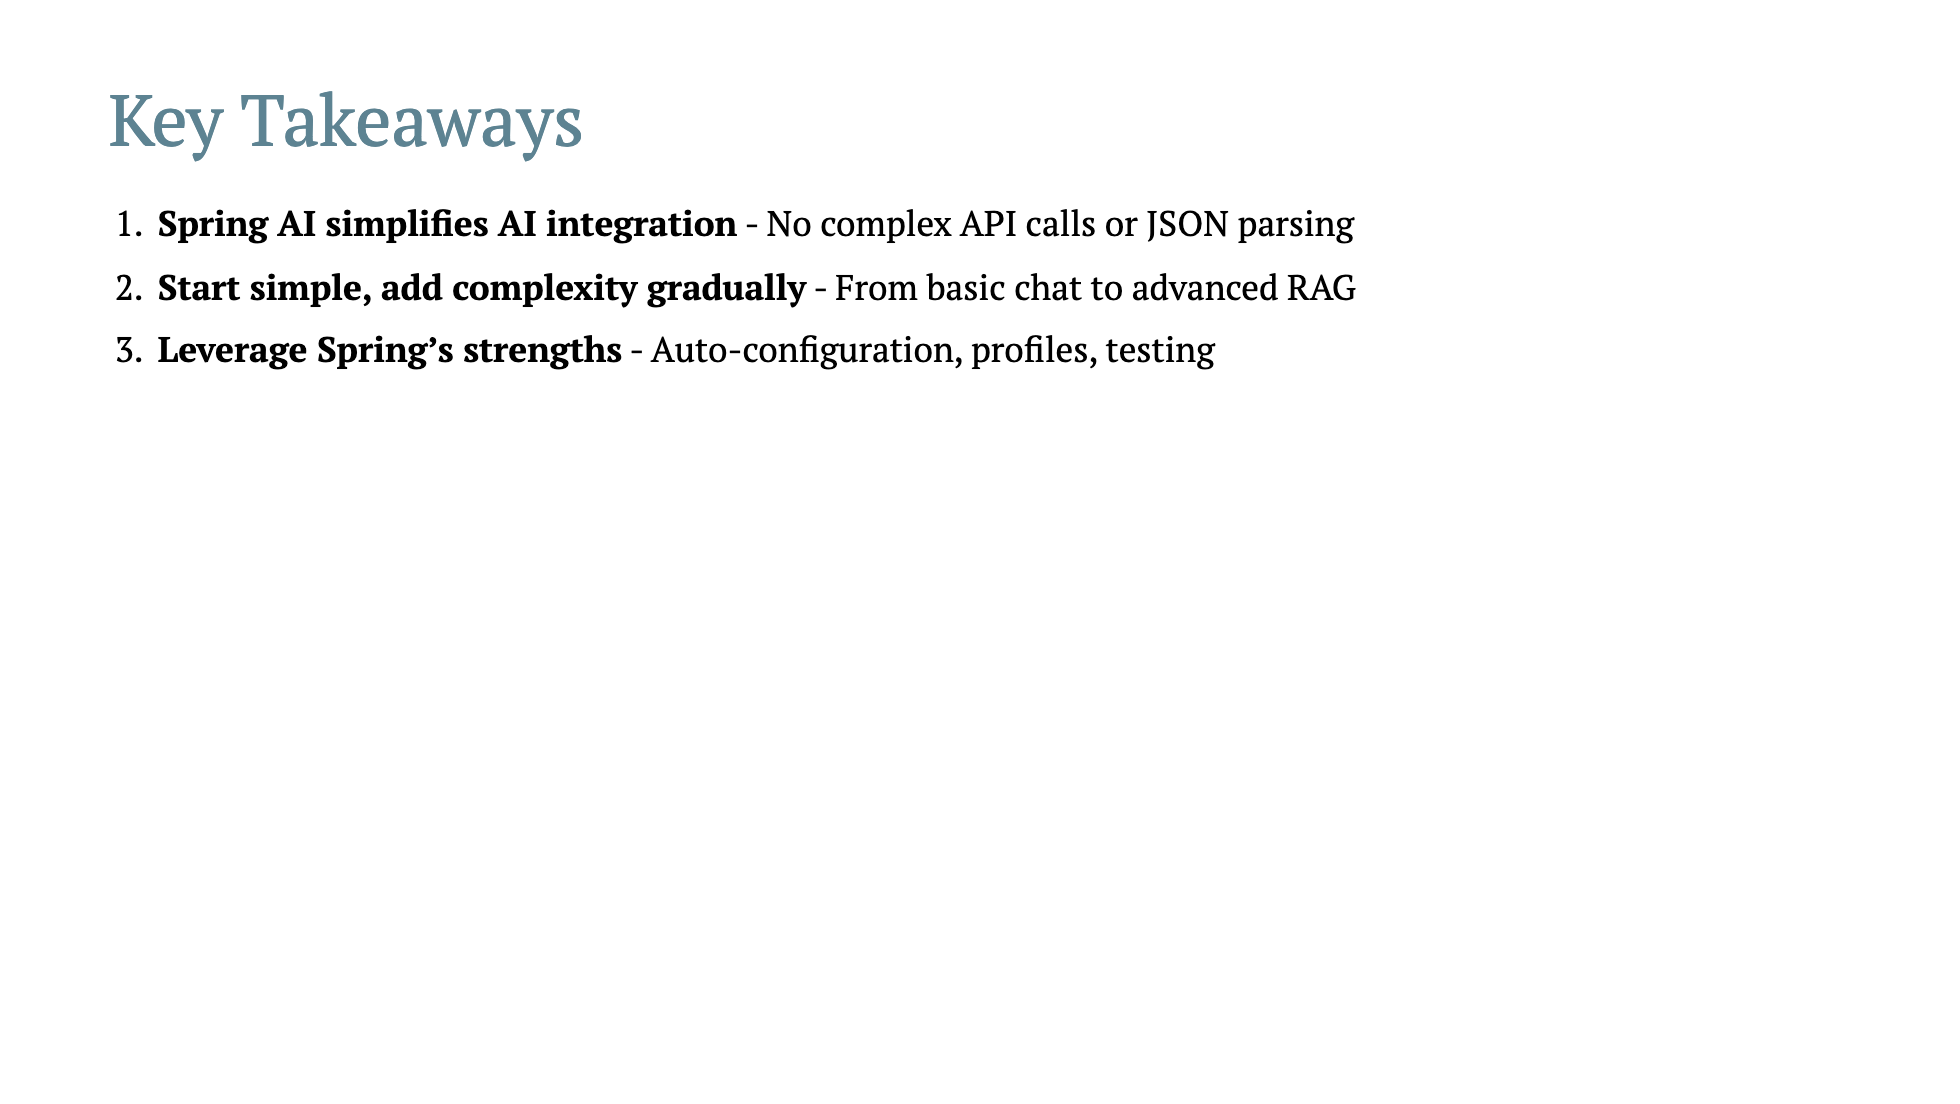 Key Takeaways
1. Spring AI simplifies AI integration - No complex API calls or JSON parsing
2. Start simple, add complexity gradually - From basic chat to advanced RAG
3. Leverage Spring’s strengths - Auto-configuration, profiles, testing